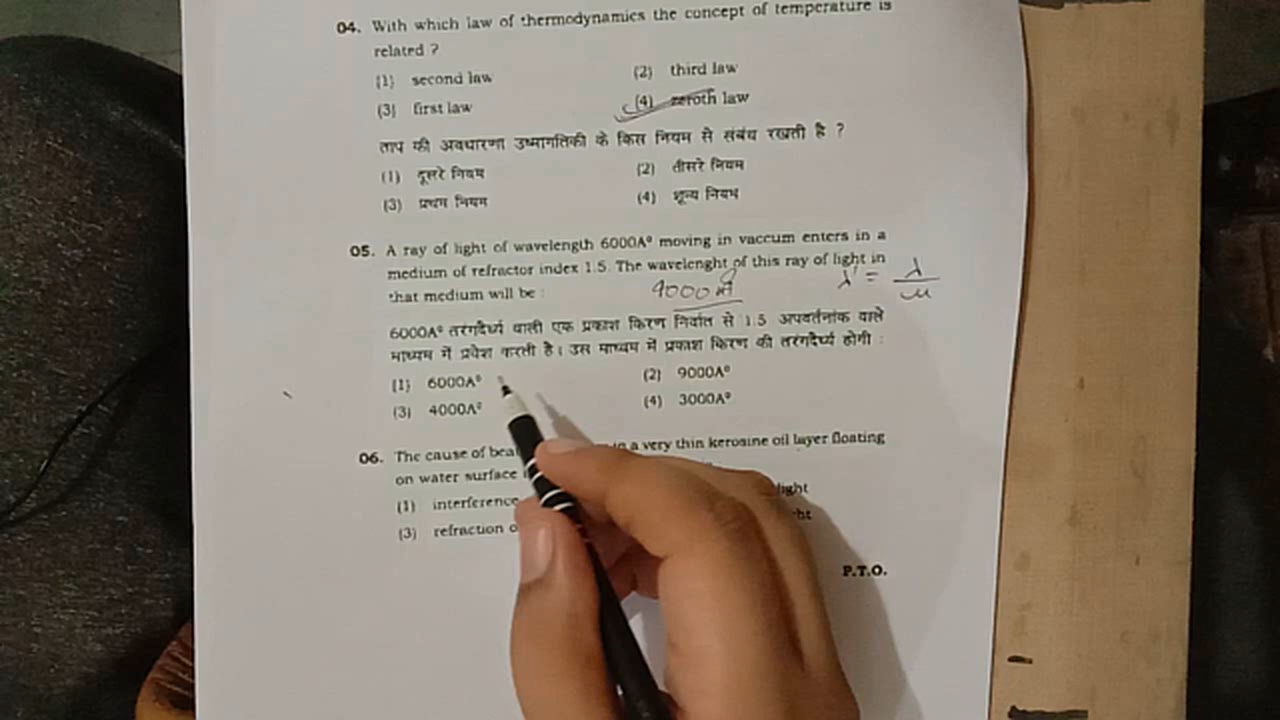 04. With which law of thermodynamics the concept of temperature is
related ?
(1) second law (2) third law
(3) first law (4) zeroth law
ताप की अवधारणा उष्मागतिकी के किस नियम से संबंध रखती है ?
(1) दूसरे नियम (2) तीसरे नियम
(3) प्रथम नियम (4) शून्य नियम
05. A ray of light of wavelength 6000A° moving in vaccum enters in a
medium of refractor index 1.5. The wavelenght of this ray of light in
that medium will be : 9000 λ' = λ/μ
6000A° तरंगदैर्ध्य वाली एक प्रकाश किरण निर्वात से 1.5 अपवर्तनांक वाले
माध्यम में प्रवेश करती है। उस माध्यम में प्रकाश किरण की तरंगदैर्ध्य होगी :
(1) 6000A° (2) 9000A°
(3) 4000A° (4) 3000A°
06. The cause of in a very thin kerosine oil layer floating
on water surface
(1) interference light
(3) refraction
P.T.O.